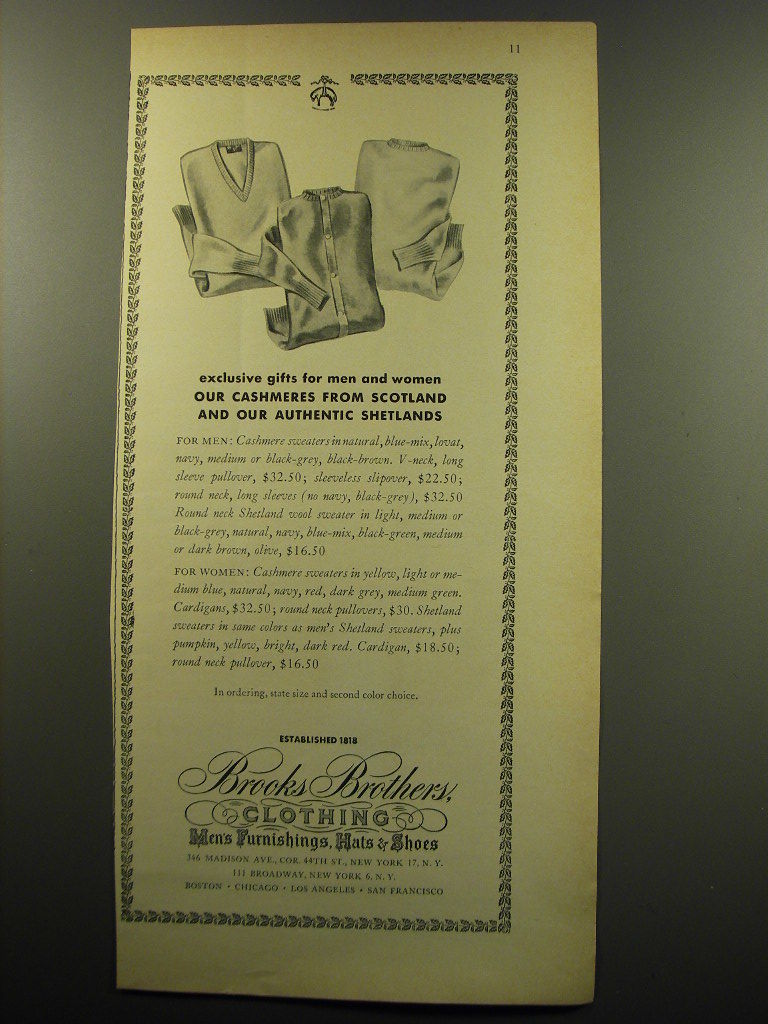 11
exclusive gifts for men and women
OUR CASHMERES FROM SCOTLAND
AND OUR AUTHENTIC SHETLANDS
FOR MEN: Cashmere sweaters in natural, blue-mix, lovat,
navy, medium or black-grey, black-brown. V-neck, long
sleeve pullover, $32.50; sleeveless slipover, $22.50;
round neck, long sleeves (no navy, black-grey), $32.50
Round neck Shetland wool sweater in light, medium or
black-grey, natural, navy, blue-mix, black-green, medium
or dark brown, olive, $16.50
FOR WOMEN: Cashmere sweaters in yellow, light or me-
dium blue, natural, navy, red, dark grey, medium green.
Cardigans, $32.50; round neck pullovers, $30. Shetland
sweaters in same colors as men's Shetland sweaters, plus
pumpkin, yellow, bright, dark red. Cardigan, $18.50;
round neck pullover, $16.50
In ordering, state size and second color choice.
ESTABLISHED 1818
Brooks Brothers,
CLOTHING
Men's Furnishings, Hats & Shoes
346 MADISON AVE., COR. 44TH ST., NEW YORK 17, N. Y.
111 BROADWAY, NEW YORK 6, N. Y.
BOSTON • CHICAGO • LOS ANGELES • SAN FRANCISCO